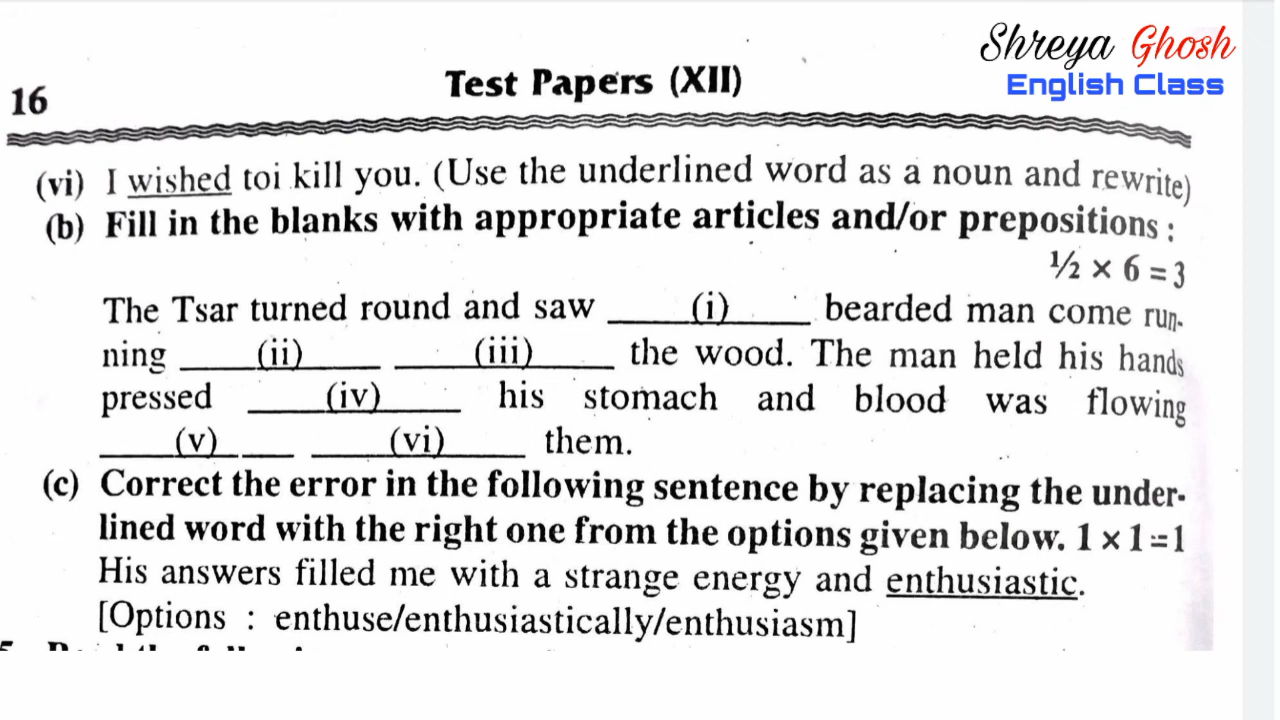 Shreya Ghosh
English Class
16
Test Papers (XII)
(vi) I wished toi kill you. (Use the underlined word as a noun and rewrite)
(b) Fill in the blanks with appropriate articles and/or prepositions :
½ × 6 = 3
The Tsar turned round and saw ____(i)____ bearded man come run-
ning ____(ii)____ ____(iii)____ the wood. The man held his hands
pressed ____(iv)____ his stomach and blood was flowing
____(v)____ ____(vi)____ them.
(c) Correct the error in the following sentence by replacing the under-
lined word with the right one from the options given below. 1 × 1 = 1
His answers filled me with a strange energy and enthusiastic.
[Options : enthuse/enthusiastically/enthusiasm]